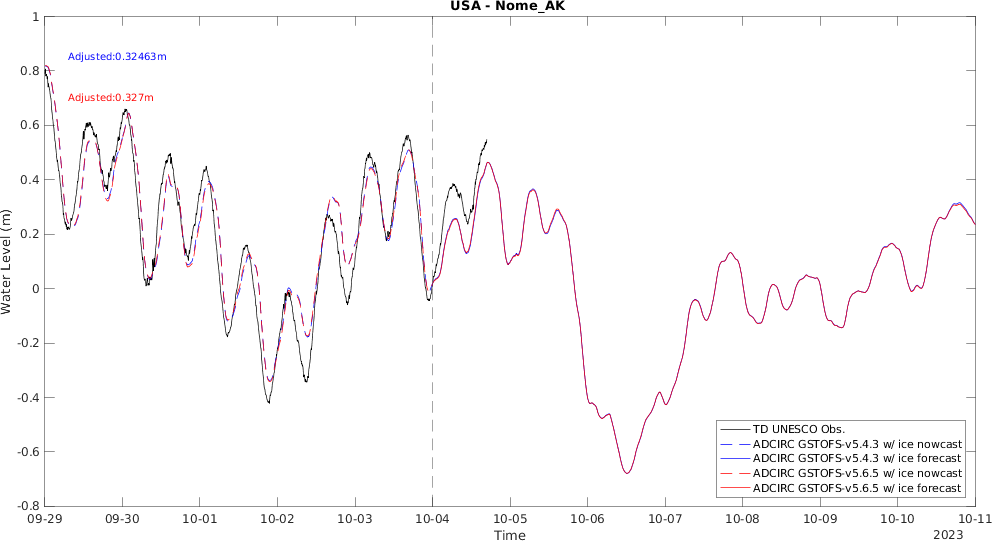 USA - Nome_AK
Adjusted:0.32463m
Adjusted:0.327m
Water Level (m)
1
0.8
0.6
0.4
0.2
0
-0.2
-0.4
-0.6
-0.8
TD UNESCO Obs.
ADCIRC GSTOFS-v5.4.3 w/ ice nowcast
ADCIRC GSTOFS-v5.4.3 w/ ice forecast
ADCIRC GSTOFS-v5.6.5 w/ ice nowcast
ADCIRC GSTOFS-v5.6.5 w/ ice forecast
09-29 09-30 10-01 10-02 10-03 10-04 10-05 10-06 10-07 10-08 10-09 10-10 10-11
Time
2023